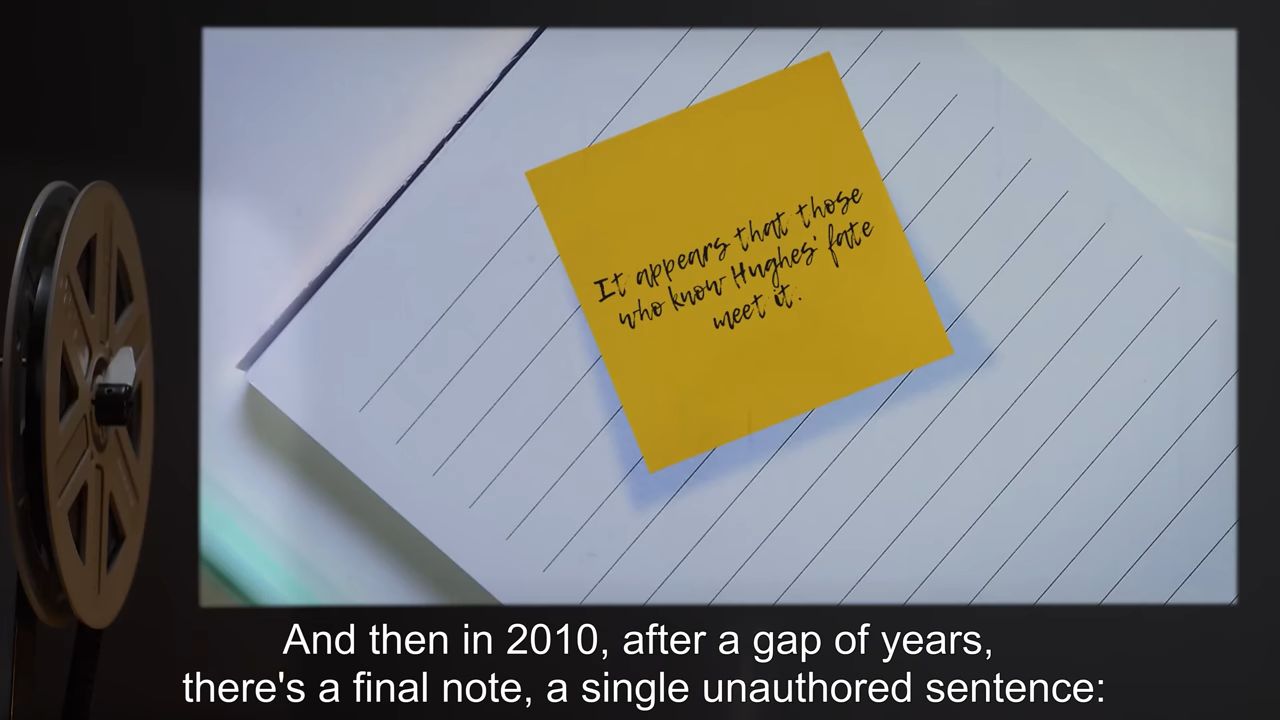 It appears that those
who know Hughes' fate
meet it.
And then in 2010, after a gap of years,
there's a final note, a single unauthored sentence: